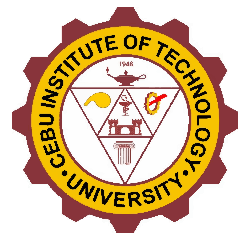 CEBU INSTITUTE OF TECHNOLOGY
• UNIVERSITY •
1946